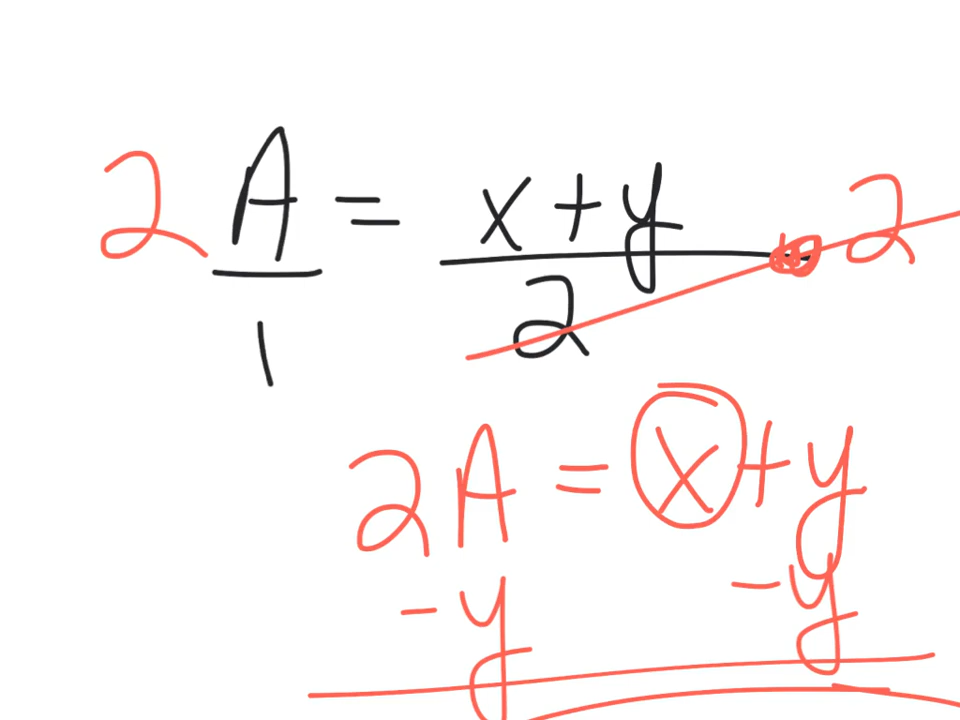 2 A = x + y 2
1 2
2A = x + y
- y - y